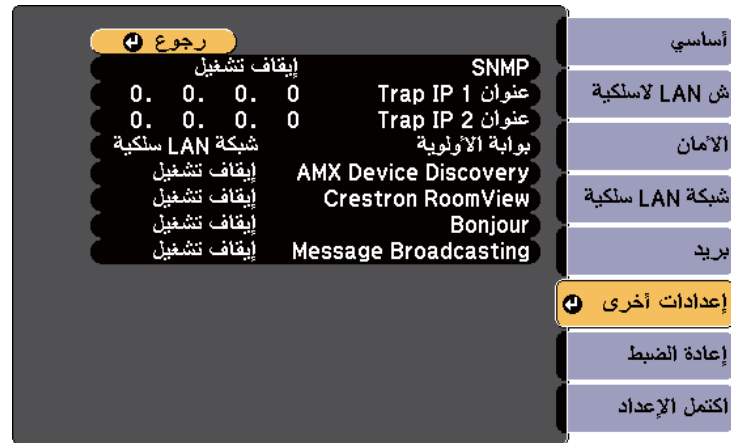 أساسي
ش LAN لاسلكية
الأمان
شبكة LAN سلكية
بريد
إعدادات أخرى
إعادة الضبط
اكتمل الإعداد
رجوع
SNMP إيقاف تشغيل
عنوان Trap IP 1 0. 0. 0. 0
عنوان Trap IP 2 0. 0. 0. 0
بوابة الأولوية شبكة LAN سلكية
AMX Device Discovery إيقاف تشغيل
Crestron RoomView إيقاف تشغيل
Bonjour إيقاف تشغيل
Message Broadcasting إيقاف تشغيل